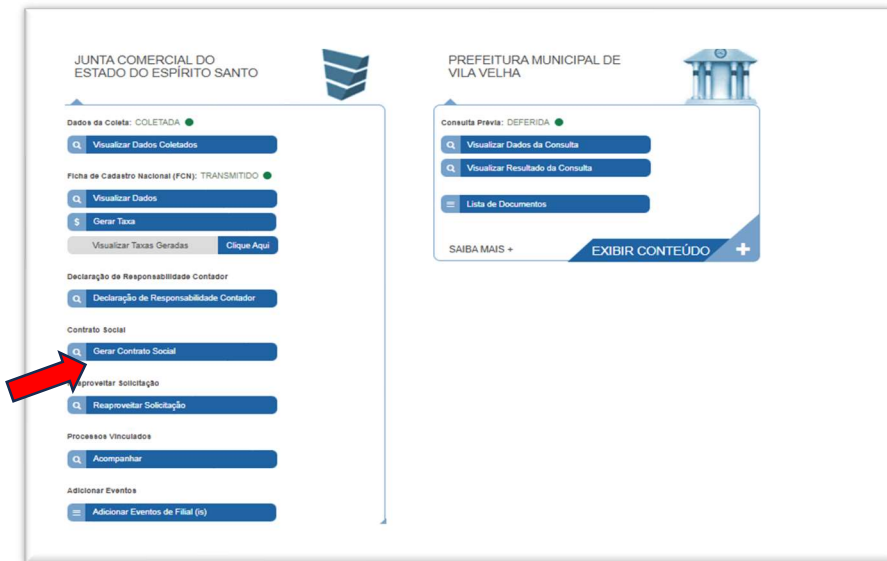 JUNTA COMERCIAL DO
ESTADO DO ESPÍRITO SANTO
Dados da Coleta: COLETADA
Visualizar Dados Coletados
Ficha de Cadastro Nacional (FCN): TRANSMITIDO
Visualizar Dados
$ Gerar Taxa
Visualizar Taxas Geradas Clique Aqui
Declaração de Responsabilidade Contador
Declaração de Responsabilidade Contador
Contrato Social
Gerar Contrato Social
Reaproveitar Solicitação
Reaproveitar Solicitação
Processos Vinculados
Acompanhar
Adicionar Eventos
Adicionar Eventos de Filial (is)
PREFEITURA MUNICIPAL DE
VILA VELHA
Consulta Prévia: DEFERIDA
Visualizar Dados da Consulta
Visualizar Resultado da Consulta
Lista de Documentos
SAIBA MAIS + EXIBIR CONTEÚDO +